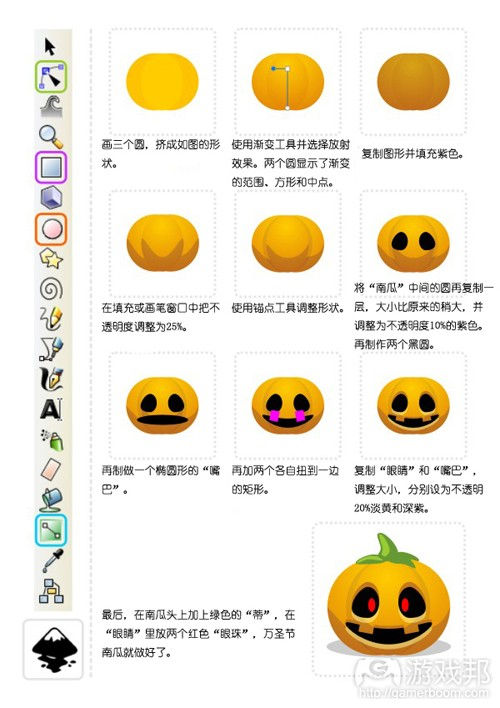 画三个圆，挤成如图的形
状。
使用渐变工具并选择放射
效果。两个圆显示了渐变
的范围、方形和中点。
复制图形并填充紫色。
在填充或画笔窗口中把不
透明度调整为25%。
使用锚点工具调整形状。
将“南瓜”中间的圆再复制一
层，大小比原来的稍大，并
调整为不透明度10%的紫色。
再制作两个黑圆。
再制做一个椭圆形的“嘴
巴”。
再加两个各自扭到一边
的矩形。
复制“眼睛”和“嘴巴”，
调整大小，分别设为不透明
20%淡黄和深紫。
最后，在南瓜头上加上绿色的“蒂”，在
“眼睛”里放两个红色“眼珠”，万圣节
南瓜就做好了。
A
游戏邦
http://gamerboom.com